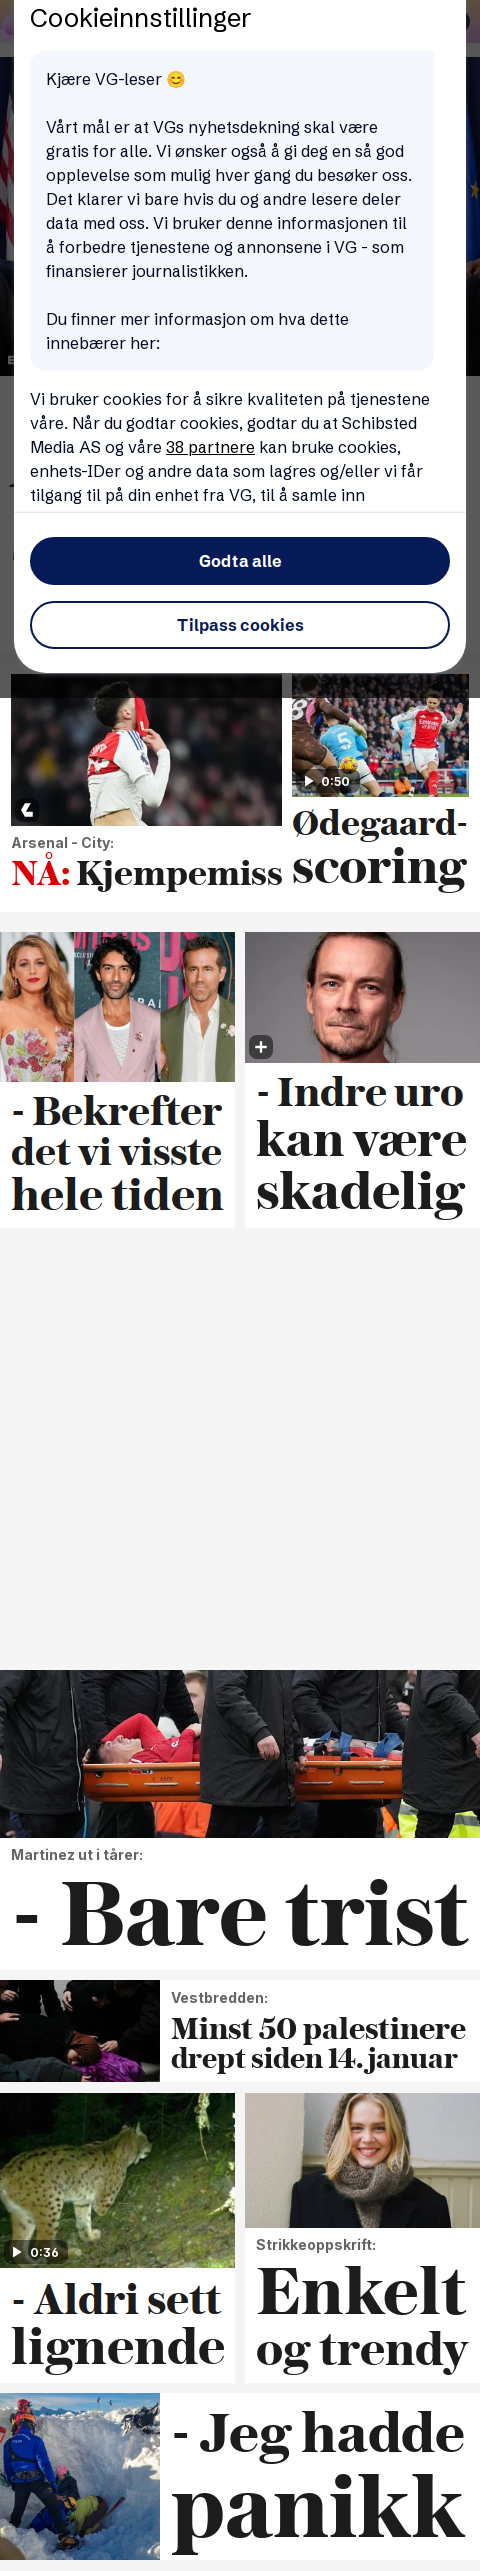 Cookieinnstillinger
Kjære VG-leser 😊
Vårt mål er at VGs nyhetsdekning skal være
gratis for alle. Vi ønsker også å gi deg en så god
opplevelse som mulig hver gang du besøker oss.
Det klarer vi bare hvis du og andre lesere deler
data med oss. Vi bruker denne informasjonen til
å forbedre tjenestene og annonsene i VG - som
finansierer journalistikken.
Du finner mer informasjon om hva dette
innebærer her:
Vi bruker cookies for å sikre kvaliteten på tjenestene
våre. Når du godtar cookies, godtar du at Schibsted
Media AS og våre 38 partnere kan bruke cookies,
enhets-IDer og andre data som lagres og/eller vi får
tilgang til på din enhet fra VG, til å samle inn
Godta alle
Tilpass cookies
0:50
Arsenal - City:
NÅ: Kjempemiss
Ødegaard-
scoring
- Bekrefter
det vi visste
hele tiden
- Indre uro
kan være
skadelig
Martinez ut i tårer:
- Bare trist
Vestbredden:
Minst 50 palestinere
drept siden 14. januar
0:36
- Aldri sett
lignende
Strikkeoppskrift:
Enkelt
og trendy
- Jeg hadde
panikk